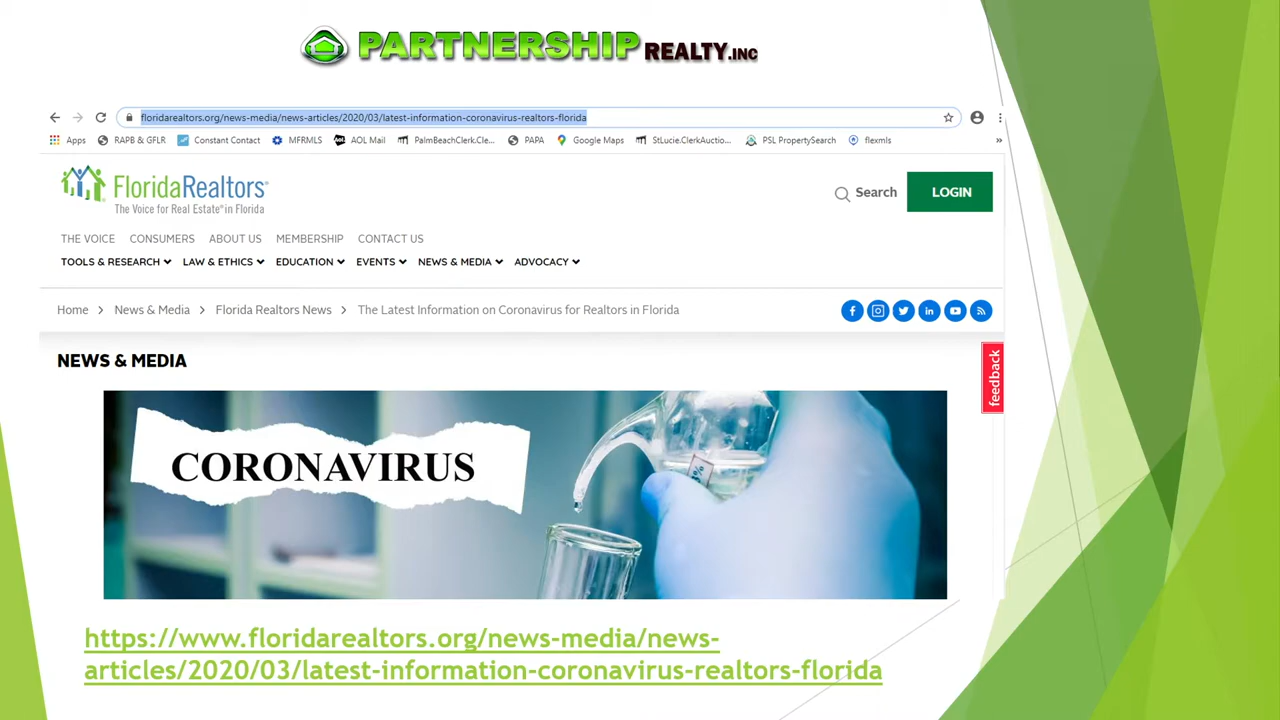 PARTNERSHIP REALTY.INC
floridarealtors.org/news-media/news-articles/2020/03/latest-information-coronavirus-realtors-florida
Apps RAPB & GFLR Constant Contact MFRMLS AOL Mail PalmBeachClerk.Cle... PAPA Google Maps StLucie.ClerkAuctio... PSL PropertySearch flexmls »
FloridaRealtors®
The Voice for Real Estate® in Florida
Search LOGIN
THE VOICE CONSUMERS ABOUT US MEMBERSHIP CONTACT US
TOOLS & RESEARCH LAW & ETHICS EDUCATION EVENTS NEWS & MEDIA ADVOCACY
Home > News & Media > Florida Realtors News > The Latest Information on Coronavirus for Realtors in Florida
feedback
NEWS & MEDIA
CORONAVIRUS
https://www.floridarealtors.org/news-media/news-
articles/2020/03/latest-information-coronavirus-realtors-florida